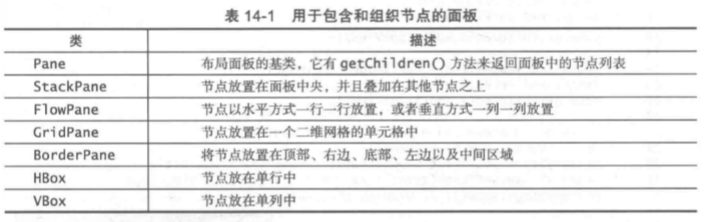 表 14-1 用于包含和组织节点的面板
类 描述
Pane 布局面板的基类，它有 getChildren() 方法来返回面板中的节点列表
StackPane 节点放置在面板中央，并且叠加在其他节点之上
FlowPane 节点以水平方式一行一行放置，或者垂直方式一列一列放置
GridPane 节点放置在一个二维网格的单元格中
BorderPane 将节点放置在顶部、右边、底部、左边以及中间区域
HBox 节点放在单行中
VBox 节点放在单列中